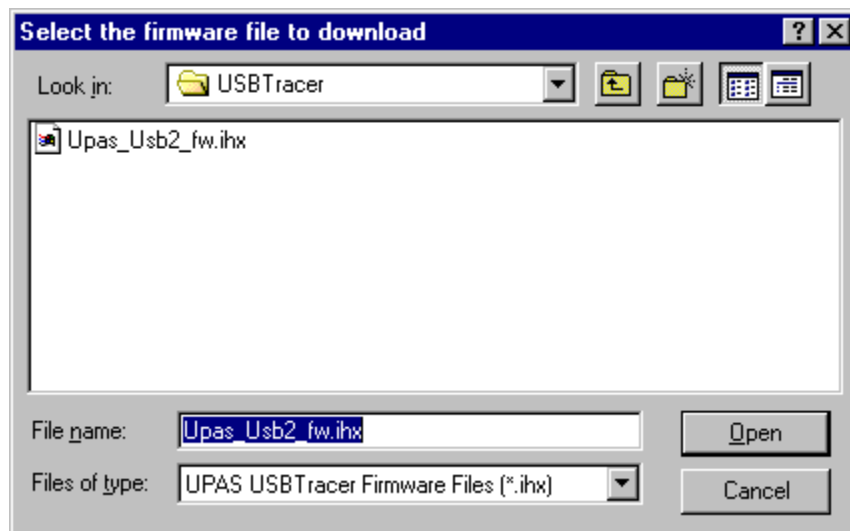 Select the firmware file to download
Look in: USBTracer
Upas_Usb2_fw.ihx
File name: Upas_Usb2_fw.ihx Open
Files of type: UPAS USBTracer Firmware Files (*.ihx) Cancel